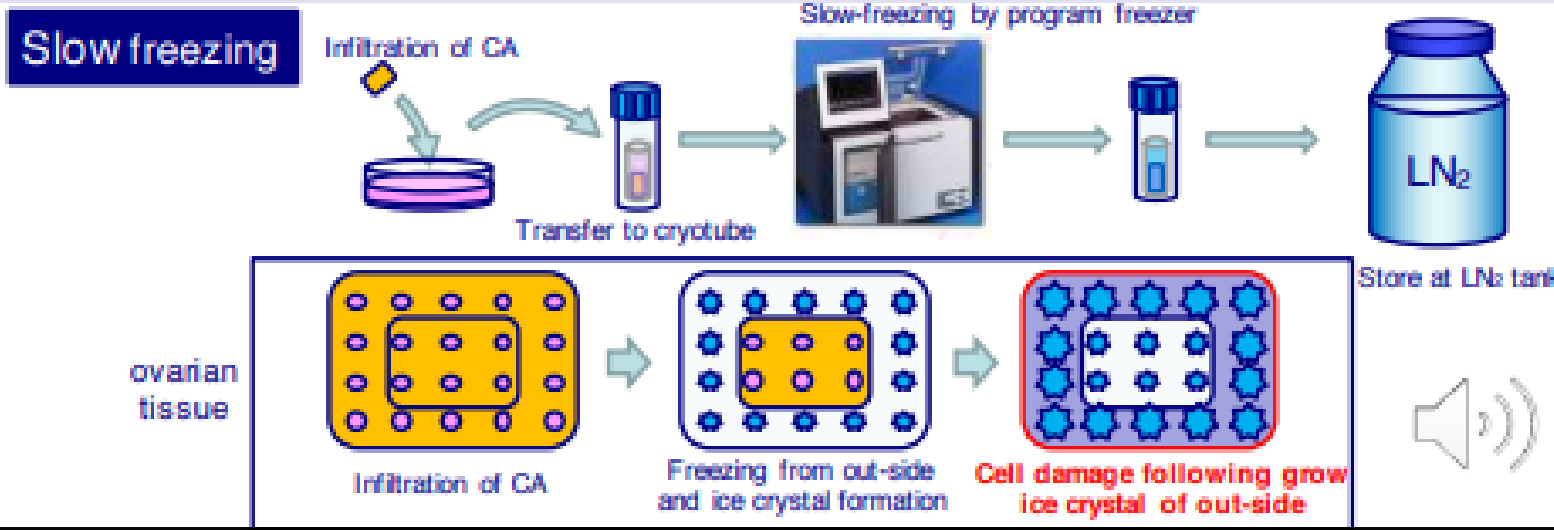 Slow freezing
Infiltration of CA
Slow-freezing by program freezer
Transfer to cryotube
LN₂
Store at LN₂ tank
ovarian
tissue
Infiltration of CA
Freezing from out-side
and ice crystal formation
Cell damage following grow
ice crystal of out-side